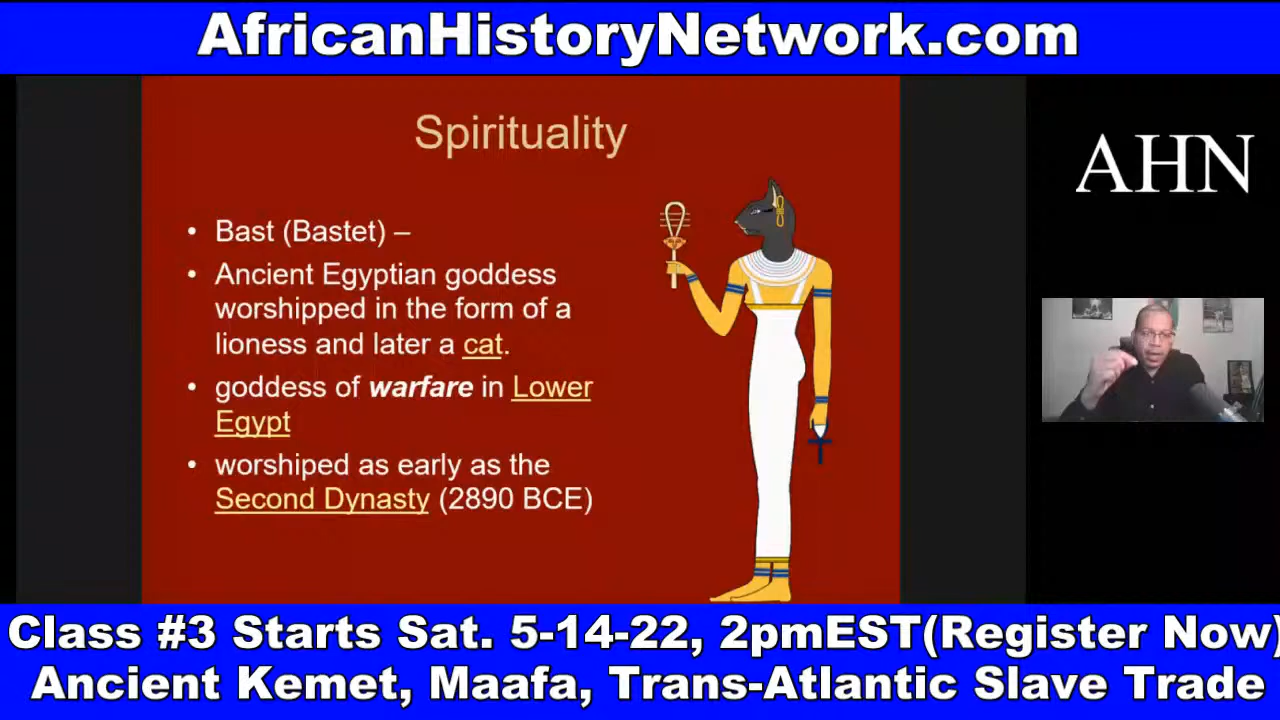 AfricanHistoryNetwork.com
Spirituality
AHN
• Bast (Bastet) –
• Ancient Egyptian goddess
worshipped in the form of a
lioness and later a cat.
• goddess of warfare in Lower
Egypt
• worshiped as early as the
Second Dynasty (2890 BCE)
Class #3 Starts Sat. 5-14-22, 2pmEST(Register Now)
Ancient Kemet, Maafa, Trans-Atlantic Slave Trade